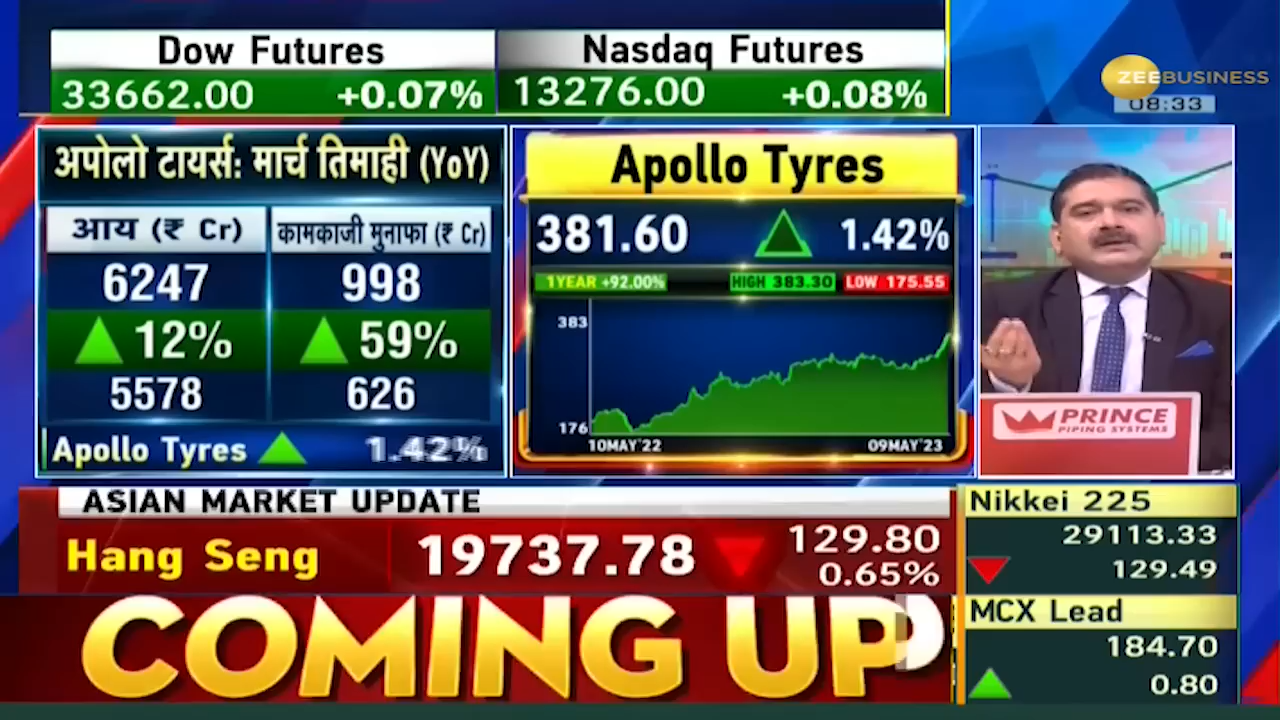 Dow Futures
33662.00 +0.07%
Nasdaq Futures
13276.00 +0.08%
ZEEBUSINESS
08:33
अपोलो टायर्स: मार्च तिमाही (YoY)
आय (₹ Cr)
कामकाजी मुनाफा (₹ Cr)
6247
998
12%
59%
5578
626
Apollo Tyres 1.42%
Apollo Tyres
381.60 1.42%
1YEAR +92.00% HIGH 383.30 LOW 175.55
383
176
10MAY'22 09MAY'23
PRINCE
PIPING SYSTEMS
ASIAN MARKET UPDATE
Hang Seng 19737.78 129.80
0.65%
Nikkei 225
29113.33
129.49
MCX Lead
184.70
0.80
COMING UP